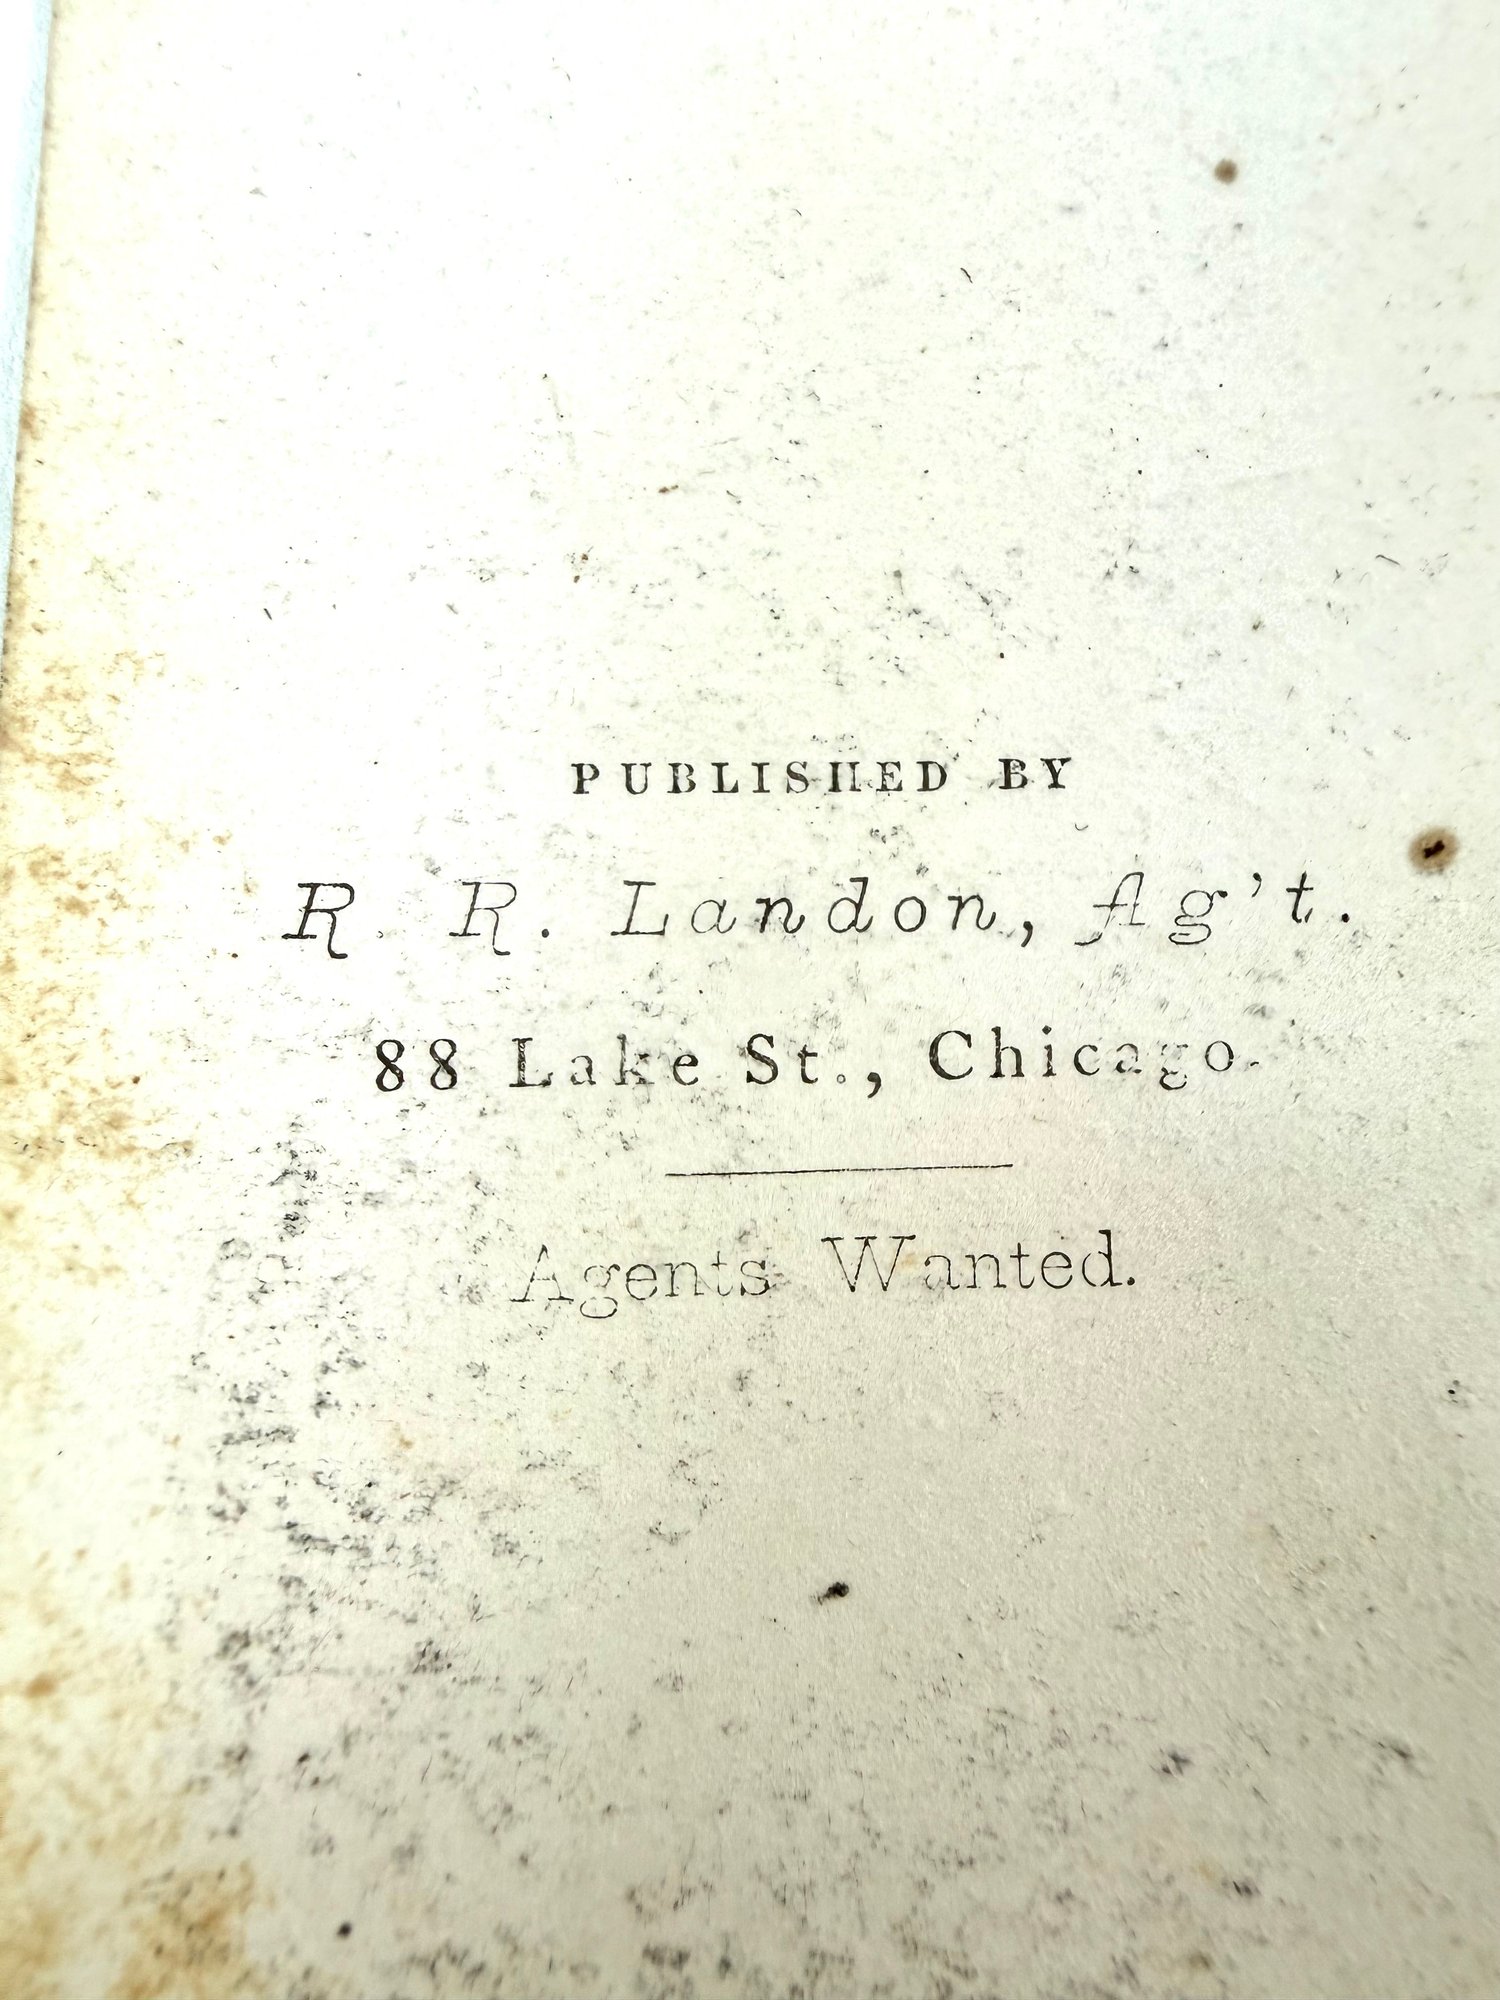 PUBLISHED BY
R. R. Landon, Ag't.
88 Lake St., Chicago.
Agents Wanted.